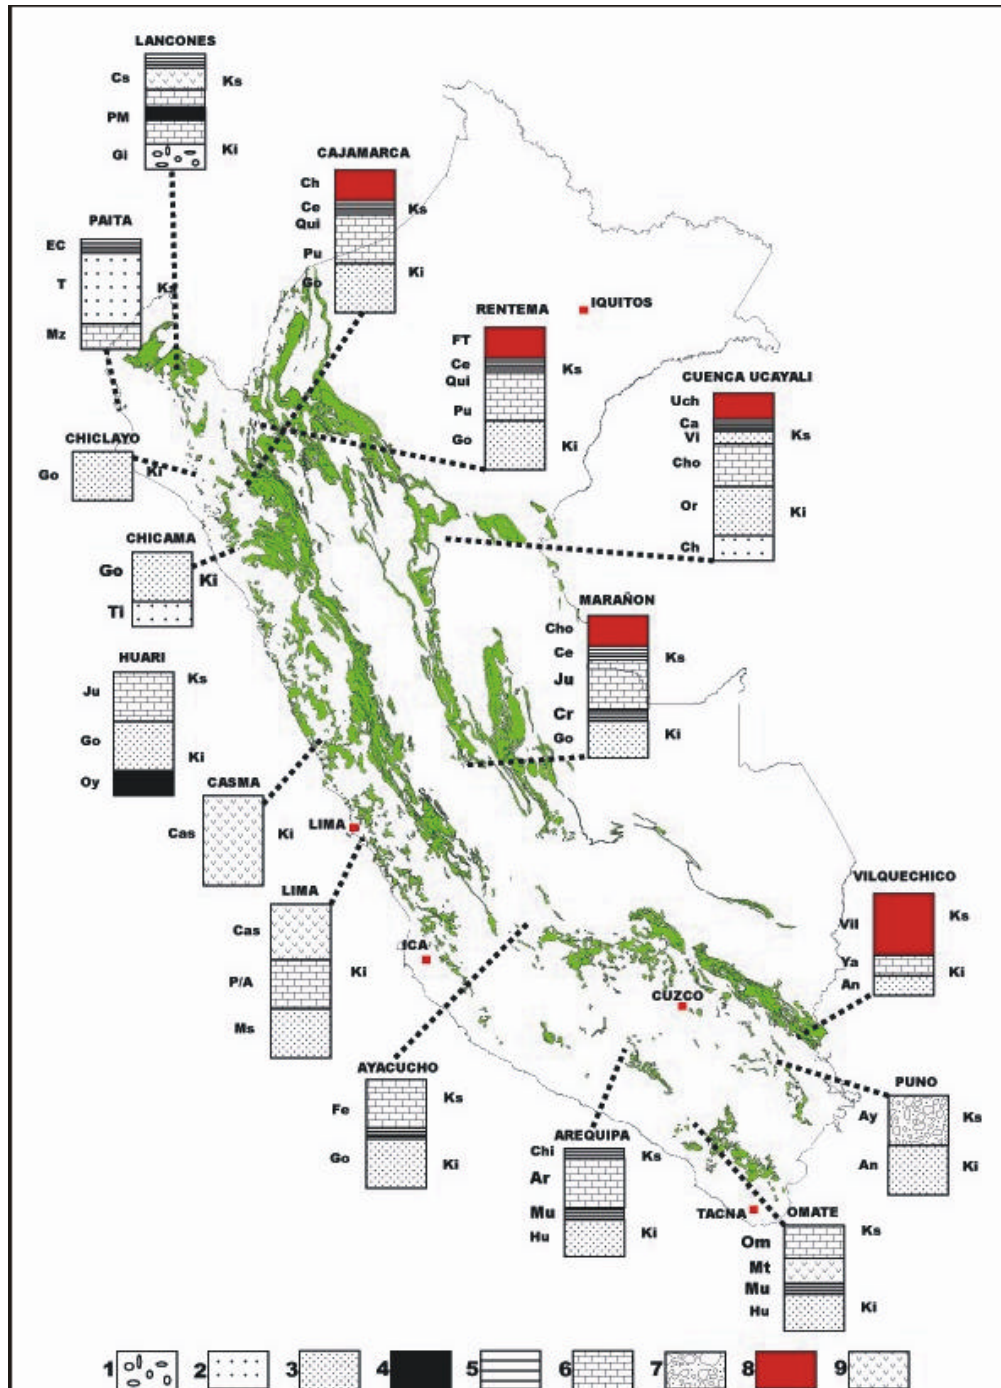 LANCONES
Cs
Ks
PM
Gi
Ki
CAJAMARCA
Ch
Ce
Ks
Qui
Pu
Ki
Go
PAITA
EC
T
Ks
Mz
RENTEMA
FT
Ce
Ks
Qui
Pu
Go
Ki
IQUITOS
CUENCA UCAYALI
Uch
Ca
Vi
Ks
Cho
Or
Ki
Ch
CHICLAYO
Go
Ki
CHICAMA
Go
Ki
Ti
MARAÑON
Cho
Ce
Ks
Ju
Cr
Go
Ki
HUARI
Ks
Ju
Go
Ki
Oy
CASMA
Cas
Ki
LIMA
LIMA
Cas
P/A
Ki
Ms
ICA
CUZCO
VILQUECHICO
Vil
Ks
Ya
Ki
An
AYACUCHO
Ks
Fe
Go
Ki
AREQUIPA
Chi
Ks
Ar
Mu
Hu
Ki
PUNO
Ay
Ks
An
Ki
TACNA
OMATE
Ks
Om
Mt
Mu
Hu
Ki
1 2 3 4 5 6 7 8 9